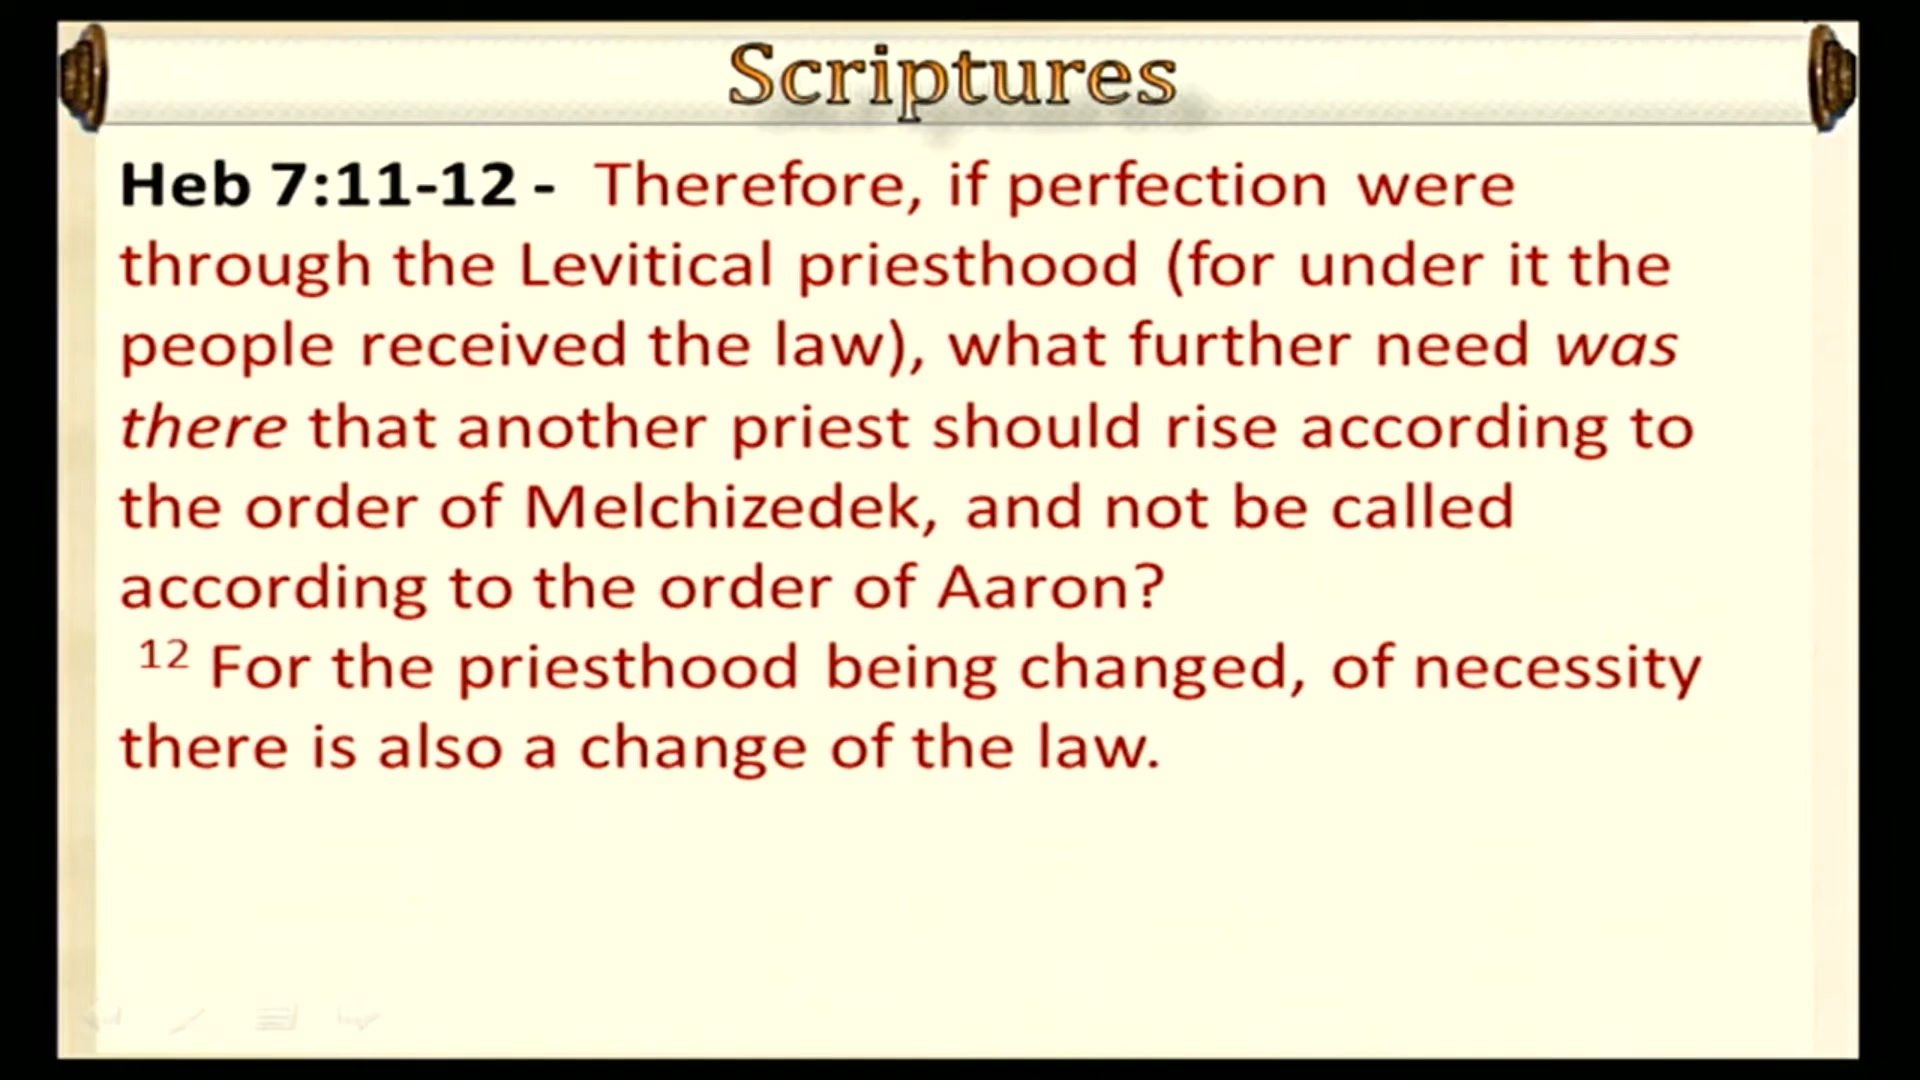 Scriptures
Heb 7:11-12 - Therefore, if perfection were
through the Levitical priesthood (for under it the
people received the law), what further need was
there that another priest should rise according to
the order of Melchizedek, and not be called
according to the order of Aaron?
12 For the priesthood being changed, of necessity
there is also a change of the law.